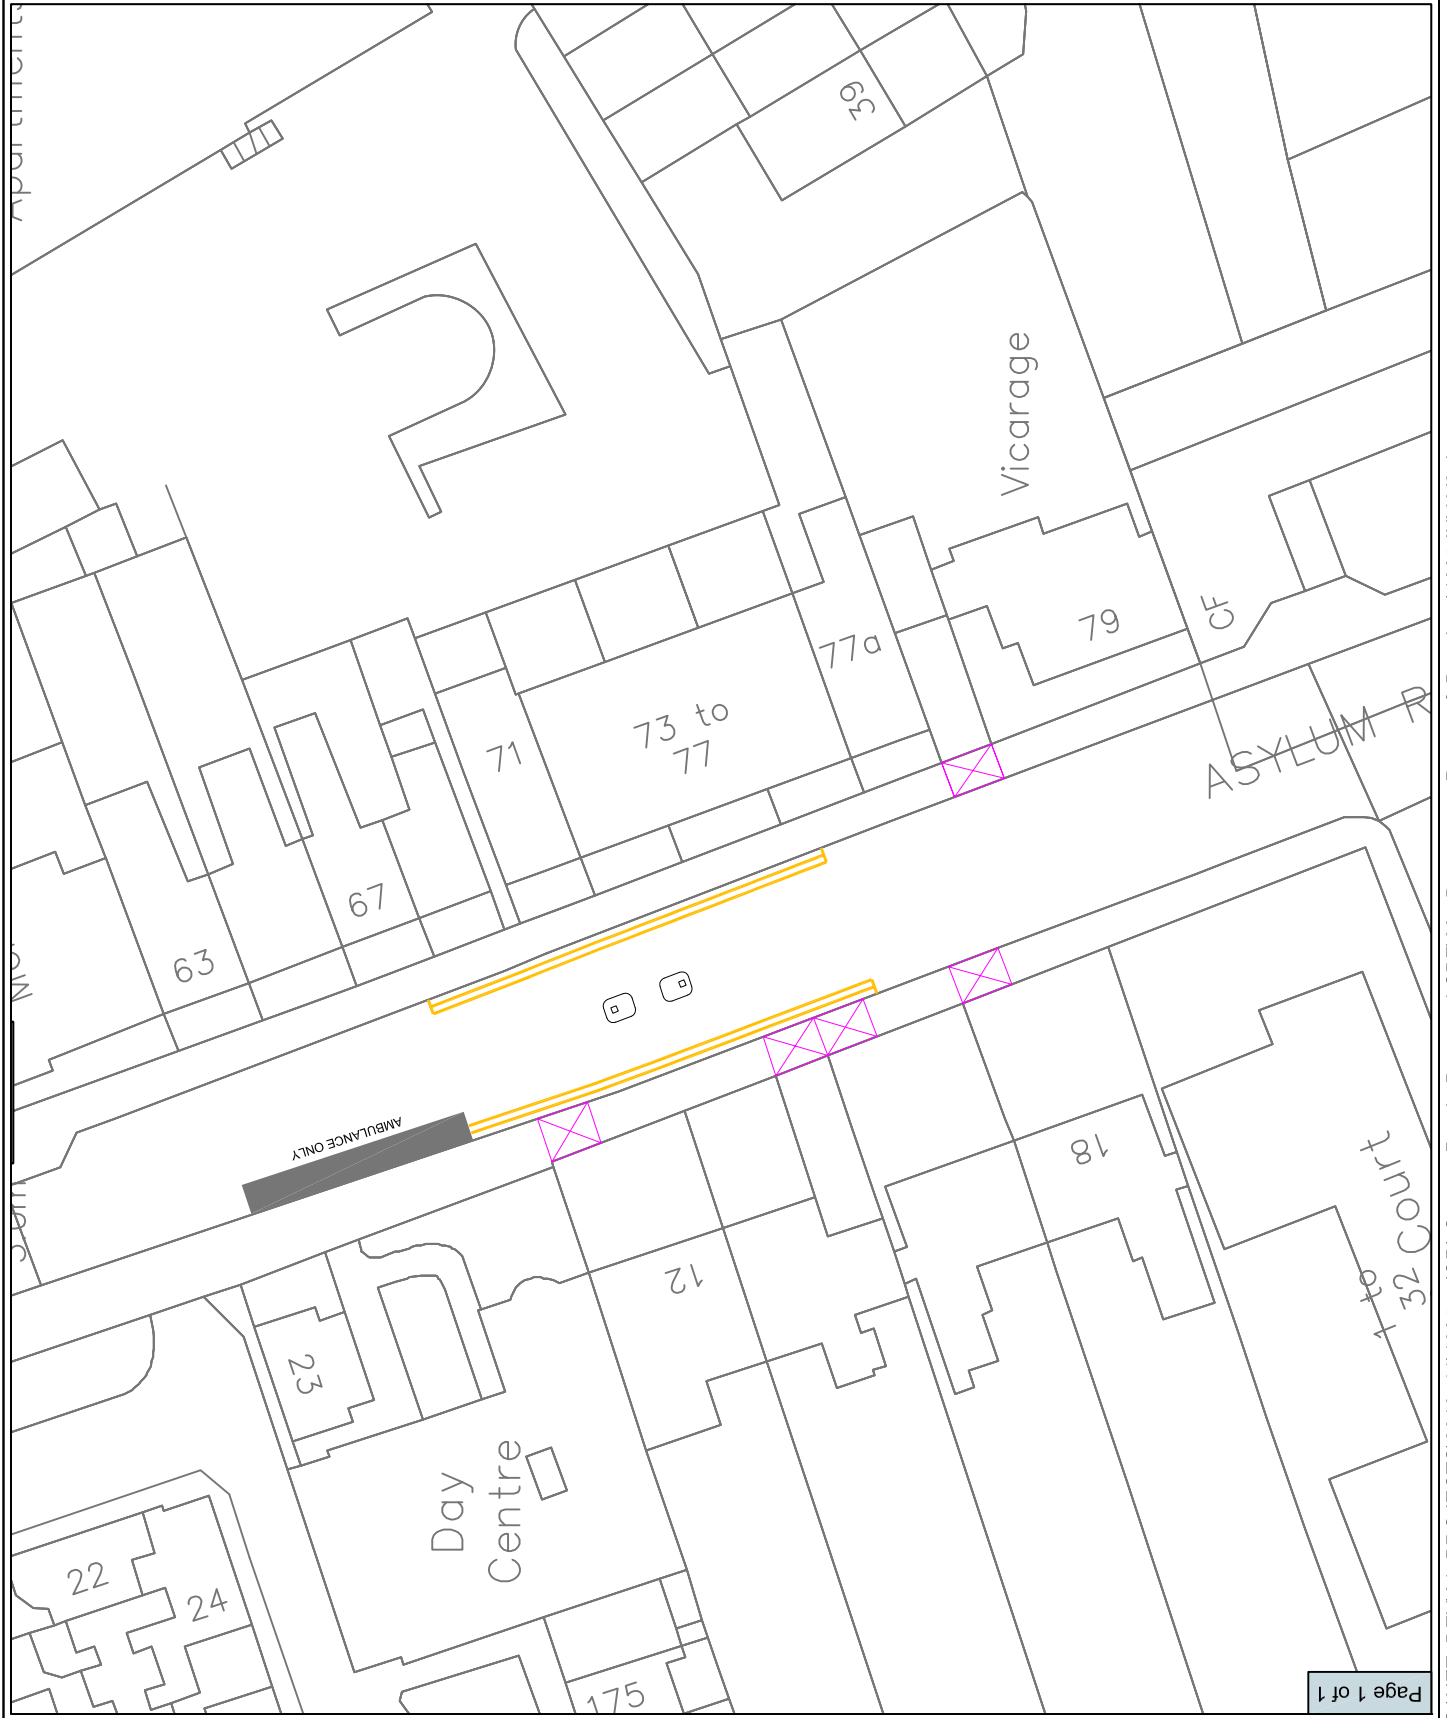 Apartments
39
Vicarage
79
CF
77a
73 to
77
71
67
63
ASYLUM R
AMBULANCE ONLY
18
12
23
Day
Centre
1 to
32 Court
22
24
175
Page 1 of 1